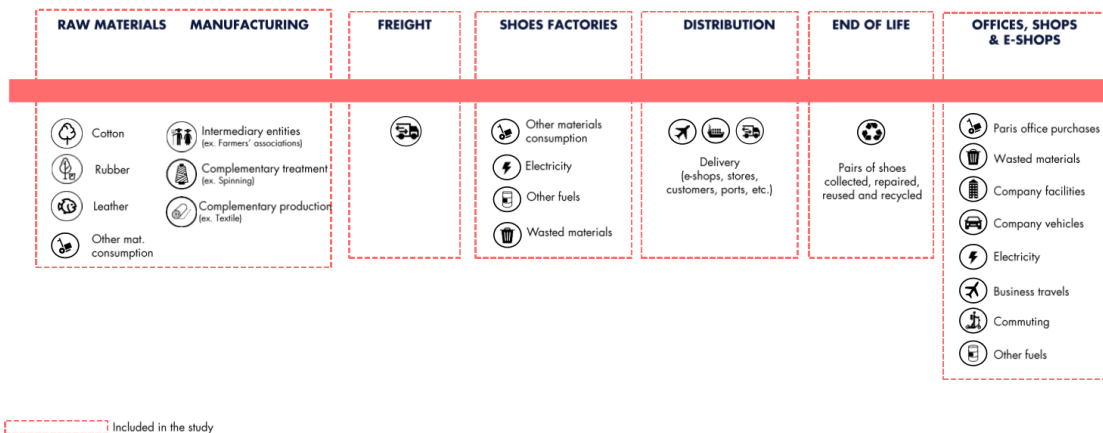 RAW MATERIALS
MANUFACTURING
FREIGHT
SHOES FACTORIES
DISTRIBUTION
END OF LIFE
OFFICES, SHOPS
& E-SHOPS
Cotton
Rubber
Leather
Other mat.
consumption
Intermediary entities
(ex. Farmers' associations)
Complementary treatment
(ex. Spinning)
Complementary production
(ex. Textile)
Other materials
consumption
Electricity
Other fuels
Wasted materials
Delivery
(e-shops, stores,
customers, ports, etc.)
Pairs of shoes
collected, repaired,
reused and recycled
Paris office purchases
Wasted materials
Company facilities
Company vehicles
Electricity
Business travels
Commuting
Other fuels
Included in the study